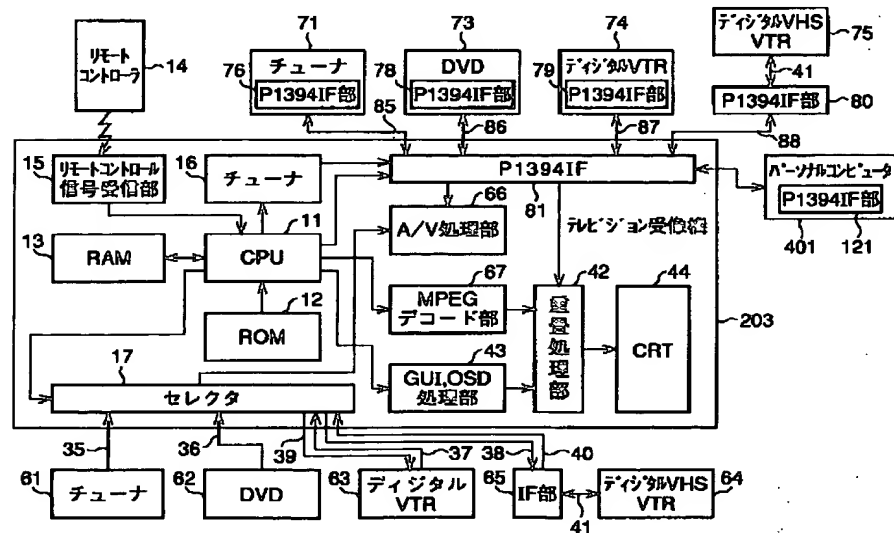 71
73
74
ディジタルVHS
VTR
75
リモート
コントローラ
14
76
チューナ
P1394IF部
78
DVD
P1394IF部
79
ディジタルVTR
P1394IF部
41
P1394IF部
80
85
86
87
88
15
リモートコントロール
信号受信部
16
チューナ
P1394IF
81
パーソナルコンピュータ
P1394IF部
401
121
66
A/V処理部
テレビジョン受像機
11
CPU
13
RAM
67
MPEG
デコード部
42
処理部
44
CRT
203
12
ROM
43
GUI,OSD
処理部
17
セレクタ
35
36
39
37
38
40
61
チューナ
62
DVD
63
ディジタル
VTR
65
IF部
41
ディジタルVHS
VTR
64